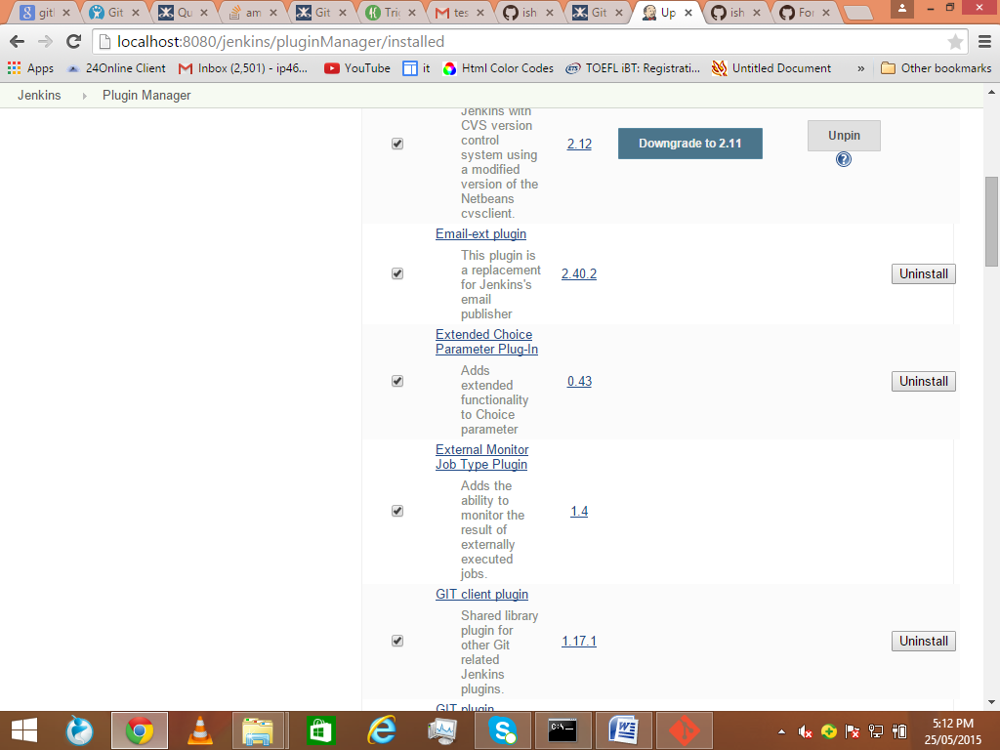 gitl
Git
Qu
am
Git
Tri
tes
ish
Git
Up
ish
For
localhost:8080/jenkins/pluginManager/installed
Apps
24Online Client
Inbox (2,501) - ip46...
YouTube
it
Html Color Codes
TOEFL iBT: Registrati...
Untitled Document
»
Other bookmarks
Jenkins
Plugin Manager
Jenkins with
CVS version
control
system using
a modified
version of the
Netbeans
cvsclient.
2.12
Downgrade to 2.11
Unpin
?
Email-ext plugin
This plugin is
a replacement
for Jenkins's
email
publisher
2.40.2
Uninstall
Extended Choice
Parameter Plug-In
Adds
extended
functionality
to Choice
parameter
0.43
Uninstall
External Monitor
Job Type Plugin
Adds the
ability to
monitor the
result of
externally
executed
jobs.
1.4
GIT client plugin
Shared library
plugin for
other Git
related
Jenkins
plugins.
1.17.1
Uninstall
GIT plugin
5:12 PM
25/05/2015